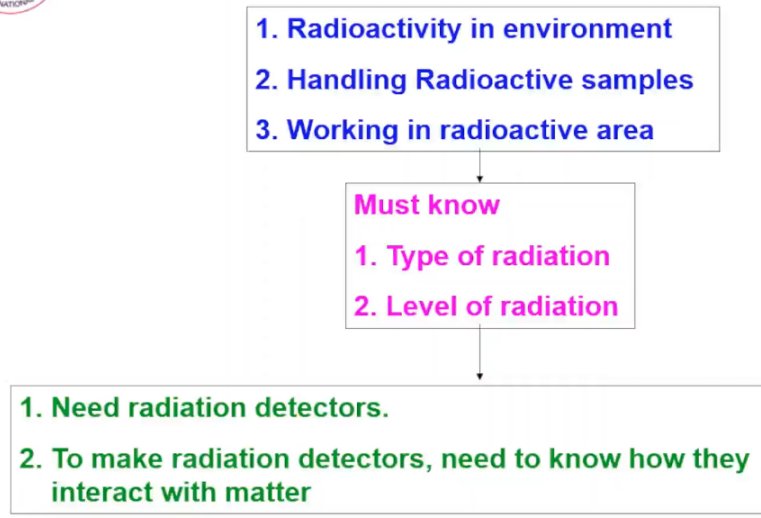 NATION
1. Radioactivity in environment
2. Handling Radioactive samples
3. Working in radioactive area
Must know
1. Type of radiation
2. Level of radiation
1. Need radiation detectors.
2. To make radiation detectors, need to know how they
interact with matter